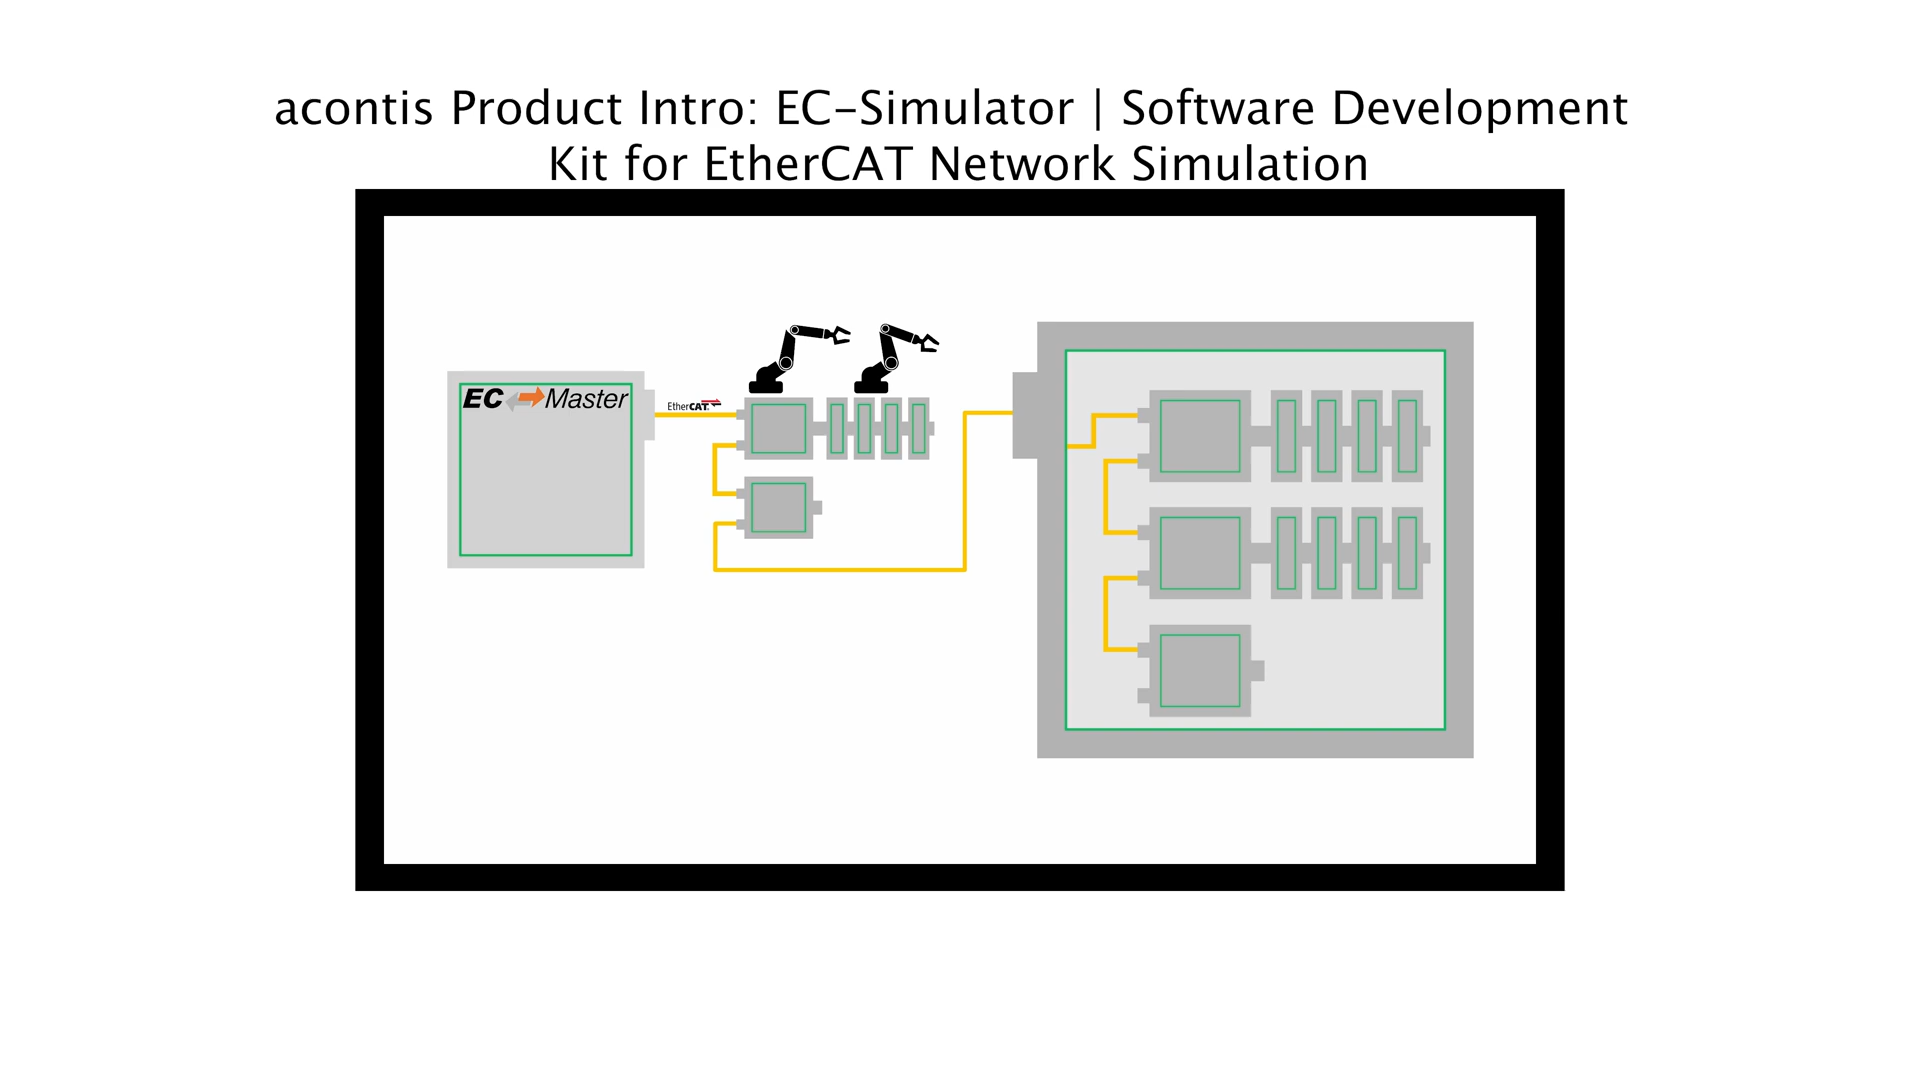 acontis Product Intro: EC-Simulator | Software Development
Kit for EtherCAT Network Simulation
EC Master
EtherCAT